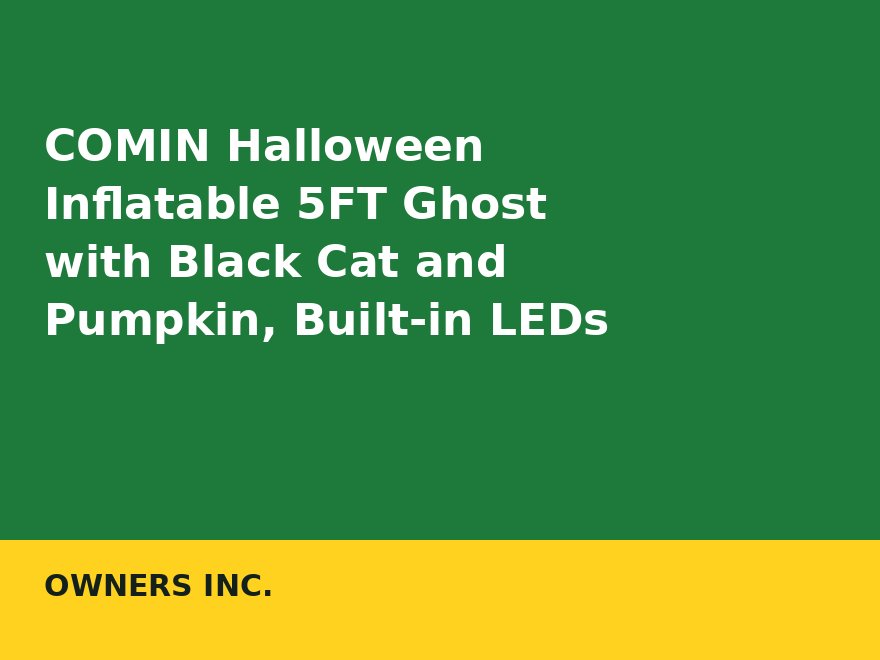 COMIN Halloween
Inflatable 5FT Ghost
with Black Cat and
Pumpkin, Built-in LEDs
OWNERS INC.